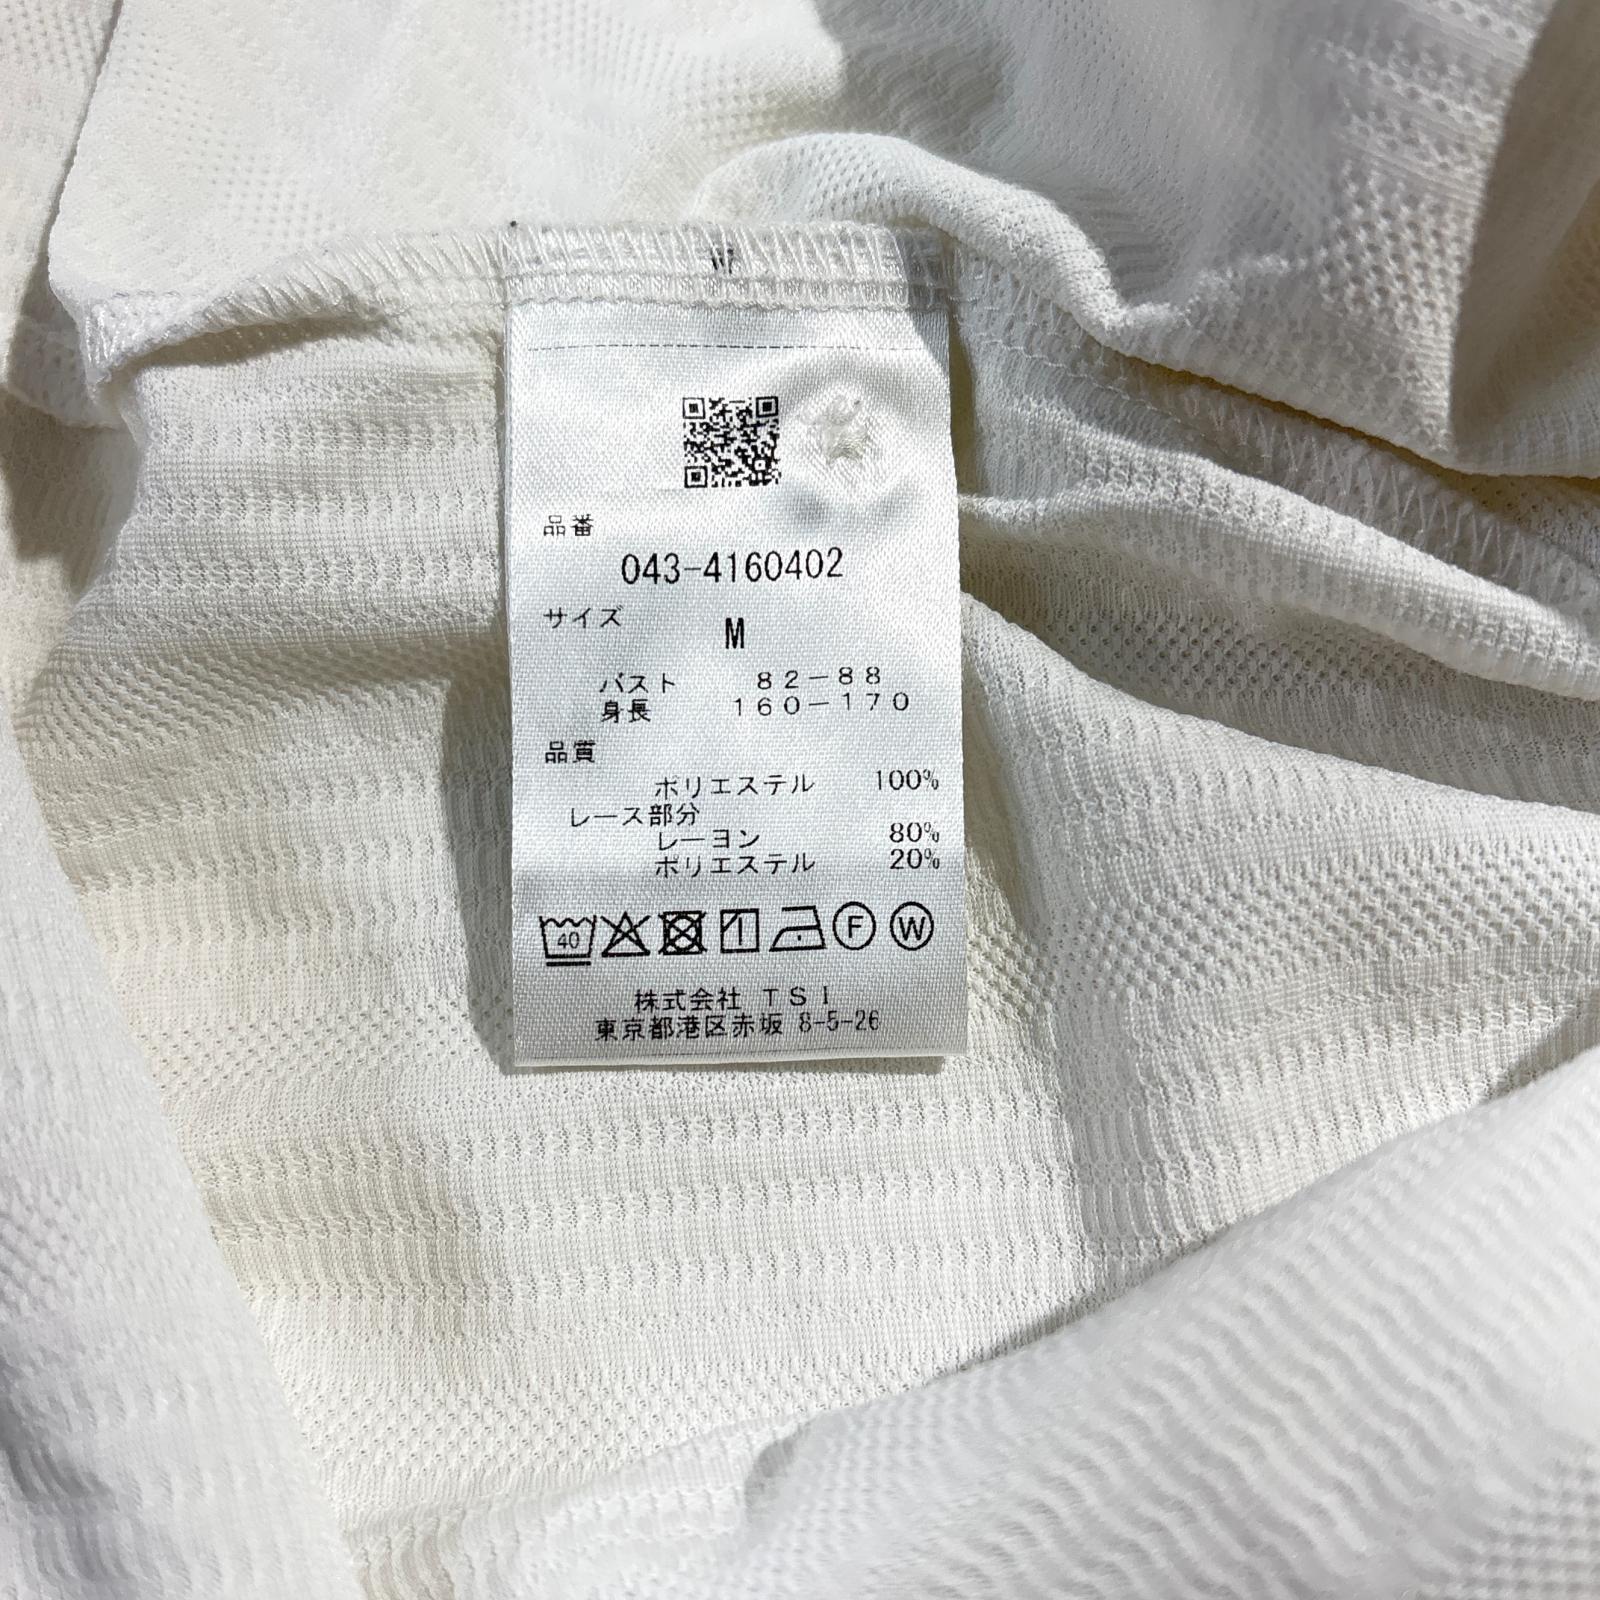 品番
043-4160402
サイズ
M
バスト 82-88
身長 160-170
品質
ポリエステル 100%
レース部分
レーヨン 80%
ポリエステル 20%
40 F W
株式会社 TSI
東京都港区赤坂 8-5-26